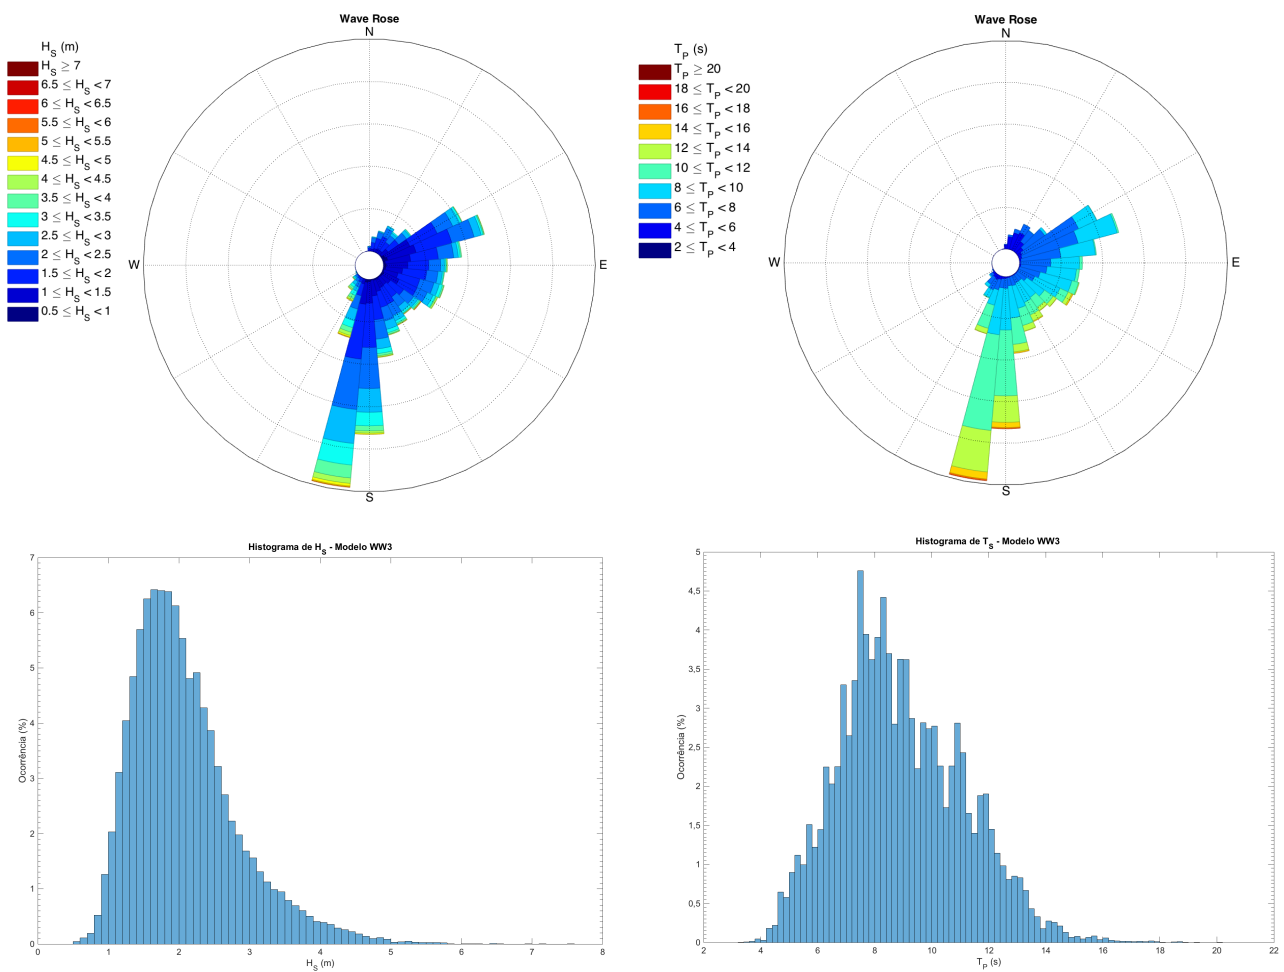 Wave Rose
N
H_S (m)
H_S ≥ 7
6.5 ≤ H_S < 7
6 ≤ H_S < 6.5
5.5 ≤ H_S < 6
5 ≤ H_S < 5.5
4.5 ≤ H_S < 5
4 ≤ H_S < 4.5
3.5 ≤ H_S < 4
3 ≤ H_S < 3.5
2.5 ≤ H_S < 3
2 ≤ H_S < 2.5
1.5 ≤ H_S < 2
1 ≤ H_S < 1.5
0.5 ≤ H_S < 1
W
E
S
Wave Rose
N
T_P (s)
T_P ≥ 20
18 ≤ T_P < 20
16 ≤ T_P < 18
14 ≤ T_P < 16
12 ≤ T_P < 14
10 ≤ T_P < 12
8 ≤ T_P < 10
6 ≤ T_P < 8
4 ≤ T_P < 6
2 ≤ T_P < 4
W
E
S
Histograma de H_S - Modelo WW3
7
6
5
4
3
2
1
0
Ocorrência (%)
0 1 2 3 4 5 6 7 8
H_S (m)
Histograma de T_S - Modelo WW3
5
4,5
4
3,5
3
2,5
2
1,5
1
0,5
0
Ocorrência (%)
2 4 6 8 10 12 14 16 18 20 22
T_P (s)